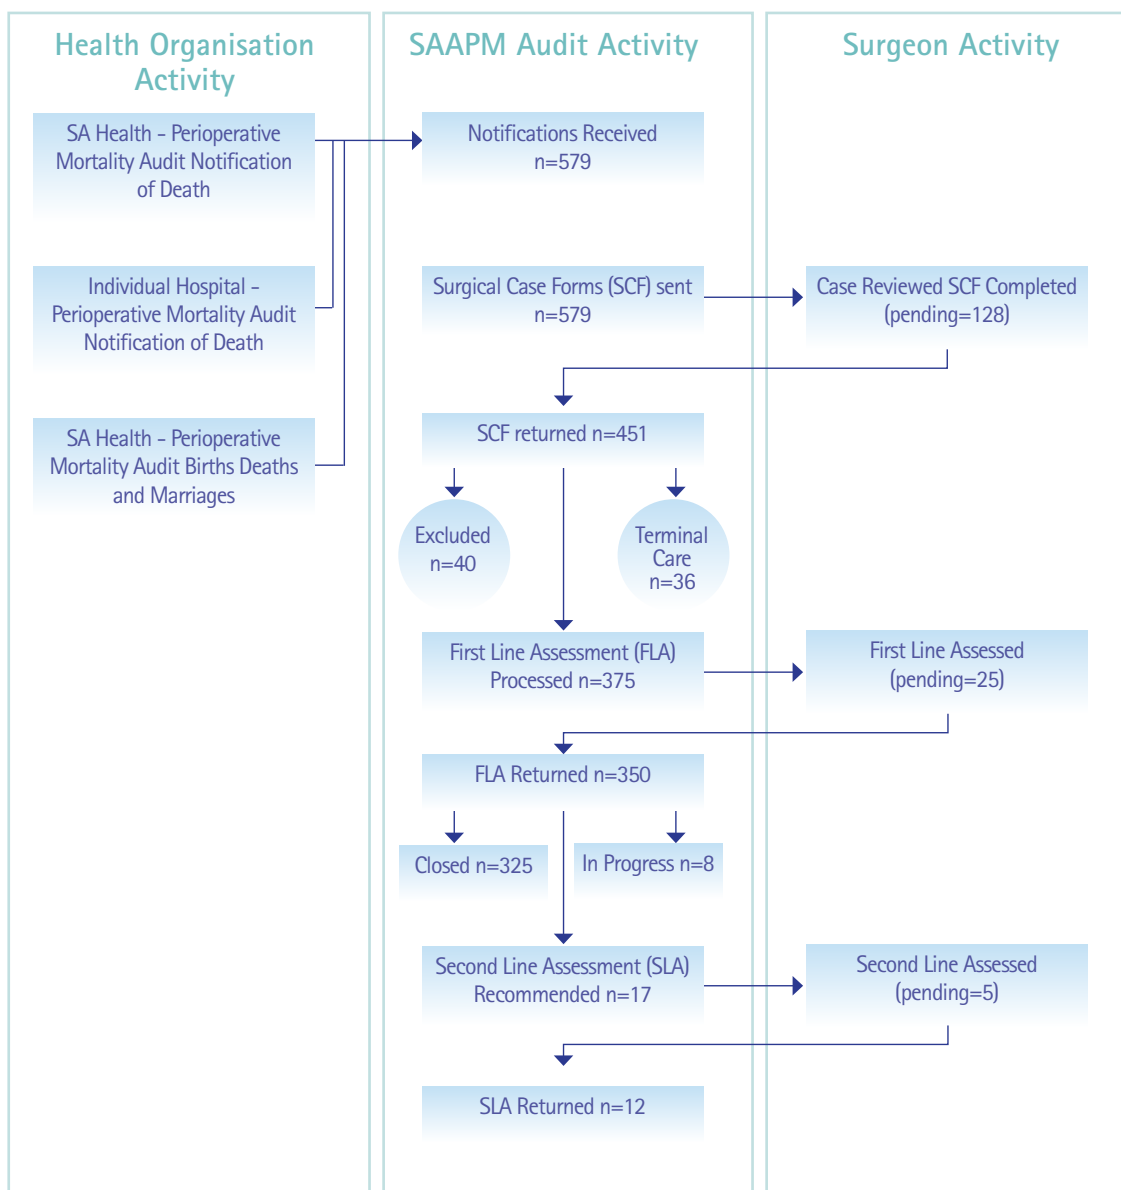 Health Organisation
Activity
SA Health - Perioperative
Mortality Audit Notification
of Death
Individual Hospital -
Perioperative Mortality Audit
Notification of Death
SA Health - Perioperative
Mortality Audit Births Deaths
and Marriages
SAAPM Audit Activity
Notifications Received
n=579
Surgical Case Forms (SCF) sent
n=579
SCF returned n=451
Excluded
n=40
Terminal
Care
n=36
First Line Assessment (FLA)
Processed n=375
FLA Returned n=350
Closed n=325
In Progress n=8
Second Line Assessment (SLA)
Recommended n=17
SLA Returned n=12
Surgeon Activity
Case Reviewed SCF Completed
(pending=128)
First Line Assessed
(pending=25)
Second Line Assessed
(pending=5)